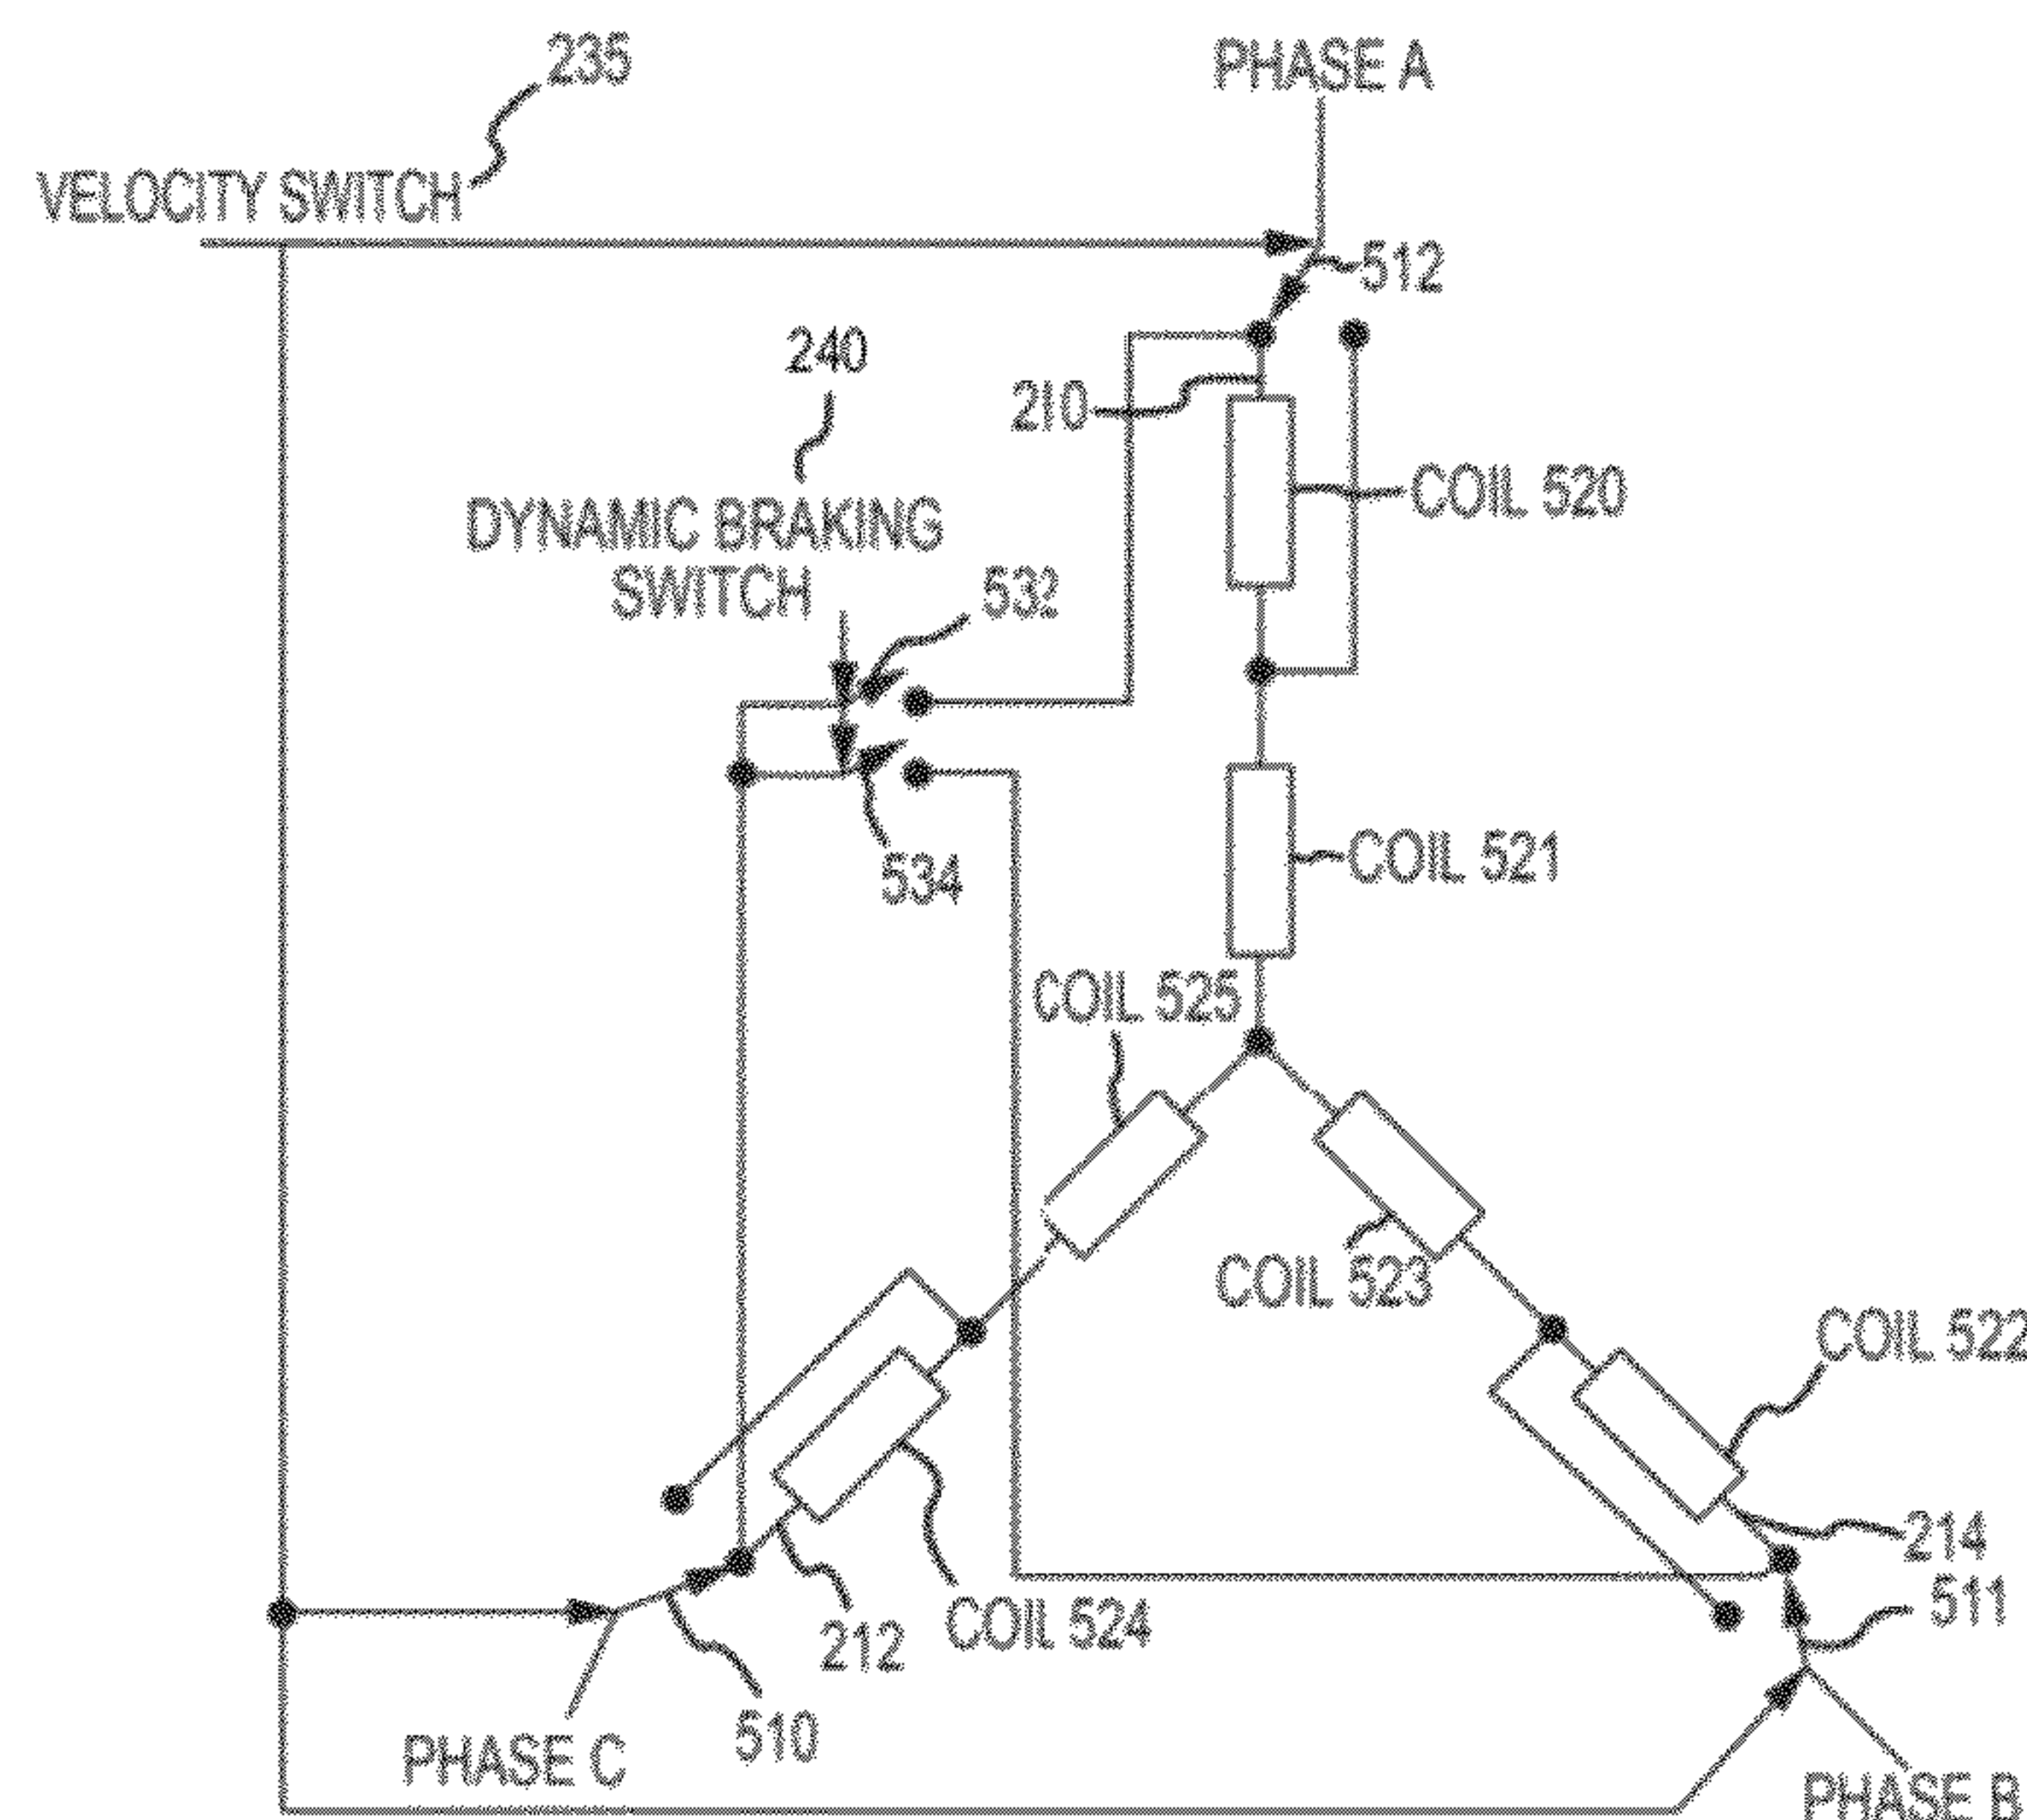 235
PHASE A
VELOCITY SWITCH
512
240
210
COIL 520
DYNAMIC BRAKING
SWITCH
532
COIL 521
534
COIL 525
COIL 523
COIL 522
214
511
COIL 524
212
510
PHASE C
PHASE B